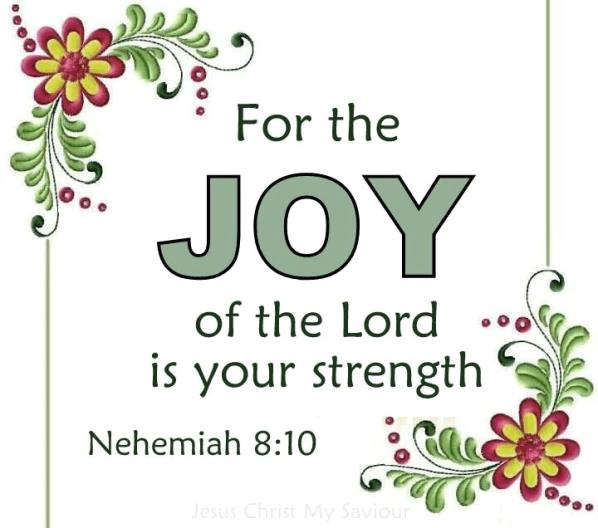 For the
JOY
of the Lord
is your strength
Nehemiah 8:10
Jesus Christ My Saviour